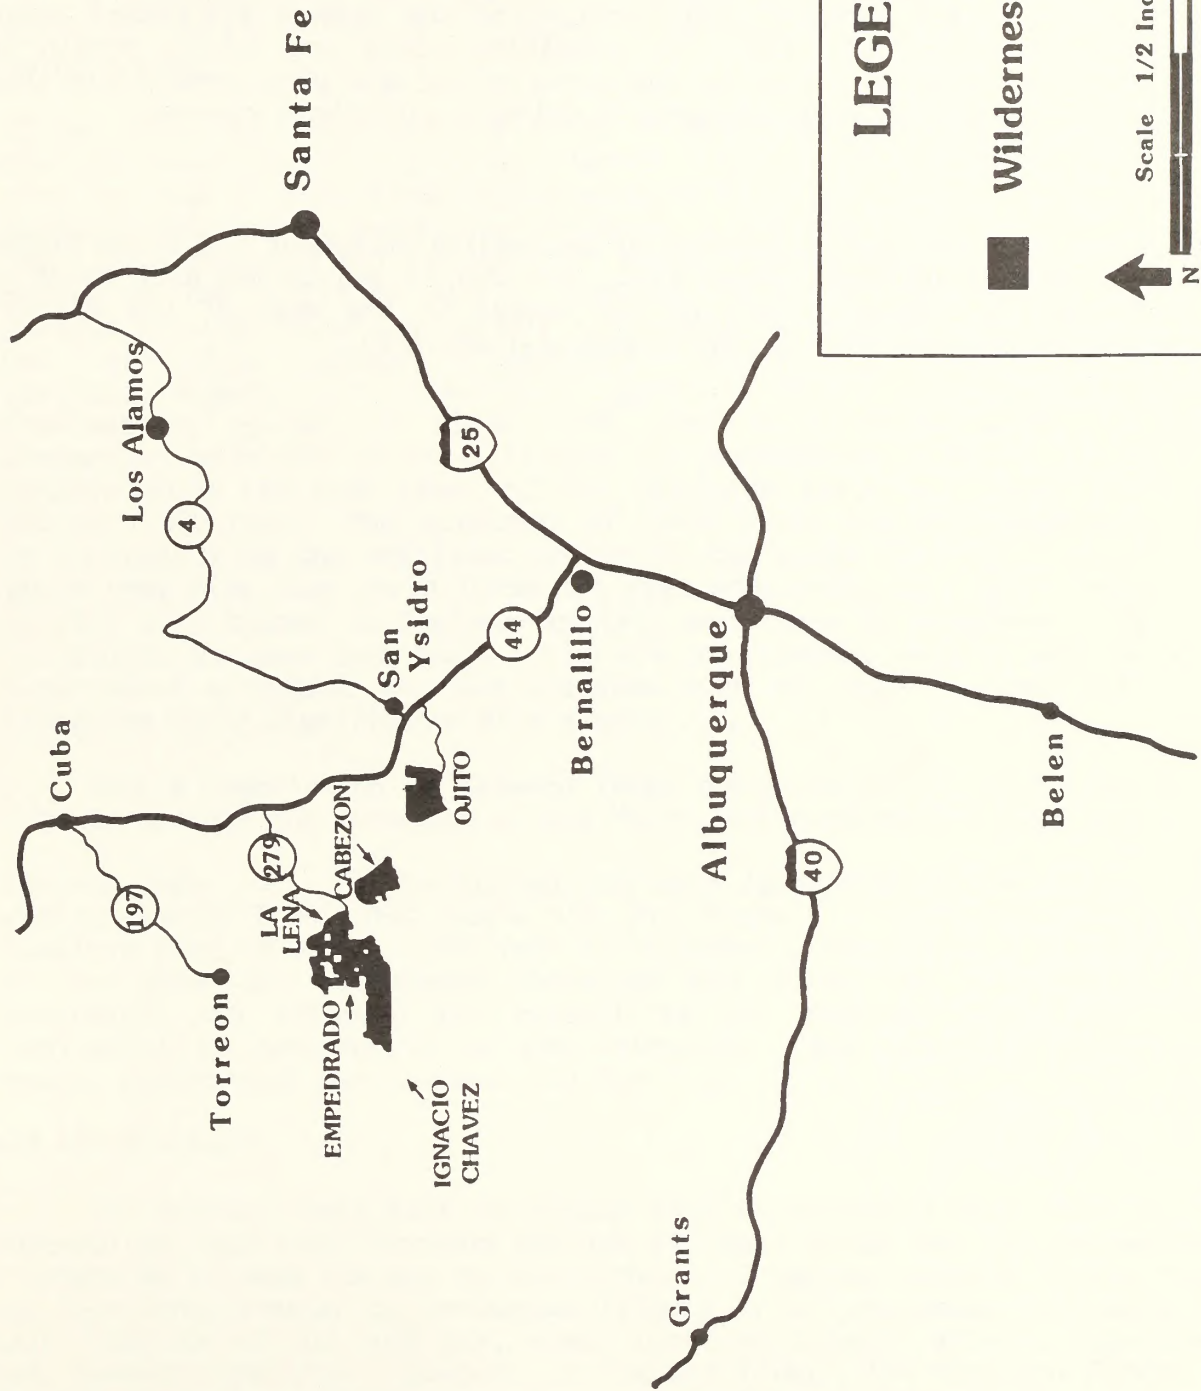 Cuba
Los Alamos
197
4
Torreon
279
LA
LENA
Santa Fe
EMPEDRADO
CABEZON
San
Ysidro
IGNACIO
CHAVEZ
OJITO
25
44
Bernalillo
Grants
Albuquerque
40
Belen
LEGE
Wildernes
Scale 1/2 Inc
N